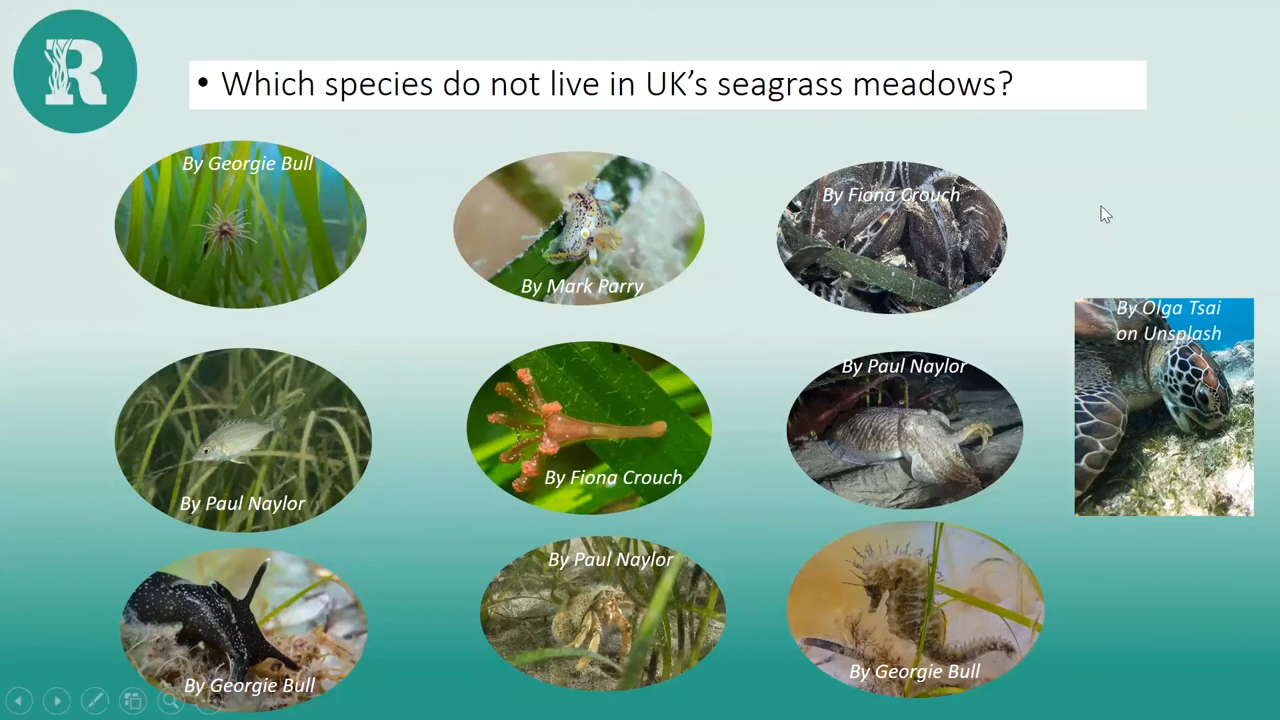 R
• Which species do not live in UK’s seagrass meadows?
By Georgie Bull
By Mark Parry
By Fiona Crouch
By Olga Tsai
on Unsplash
By Paul Naylor
By Fiona Crouch
By Paul Naylor
By Georgie Bull
By Paul Naylor
By Georgie Bull